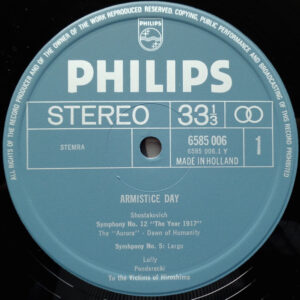 ALL RIGHTS OF THE RECORD PRODUCER AND OF THE OWNER OF THE WORK REPRODUCED RESERVED. COPYING, PUBLIC PERFORMANCE AND BROADCASTING OF THIS RECORD PROHIBITED
PHILIPS
PHILIPS
STEREO 33 1/3
6585 006
STEMRA
6585 006.1 Y
1
MADE IN HOLLAND
ARMISTICE DAY
Shostakovich
Symphony No. 12 "The Year 1917"
The "Aurora" - Dawn of Humanity
Symphony No. 5: Largo
Lully
Penderecki
To the Victims of Hiroshima